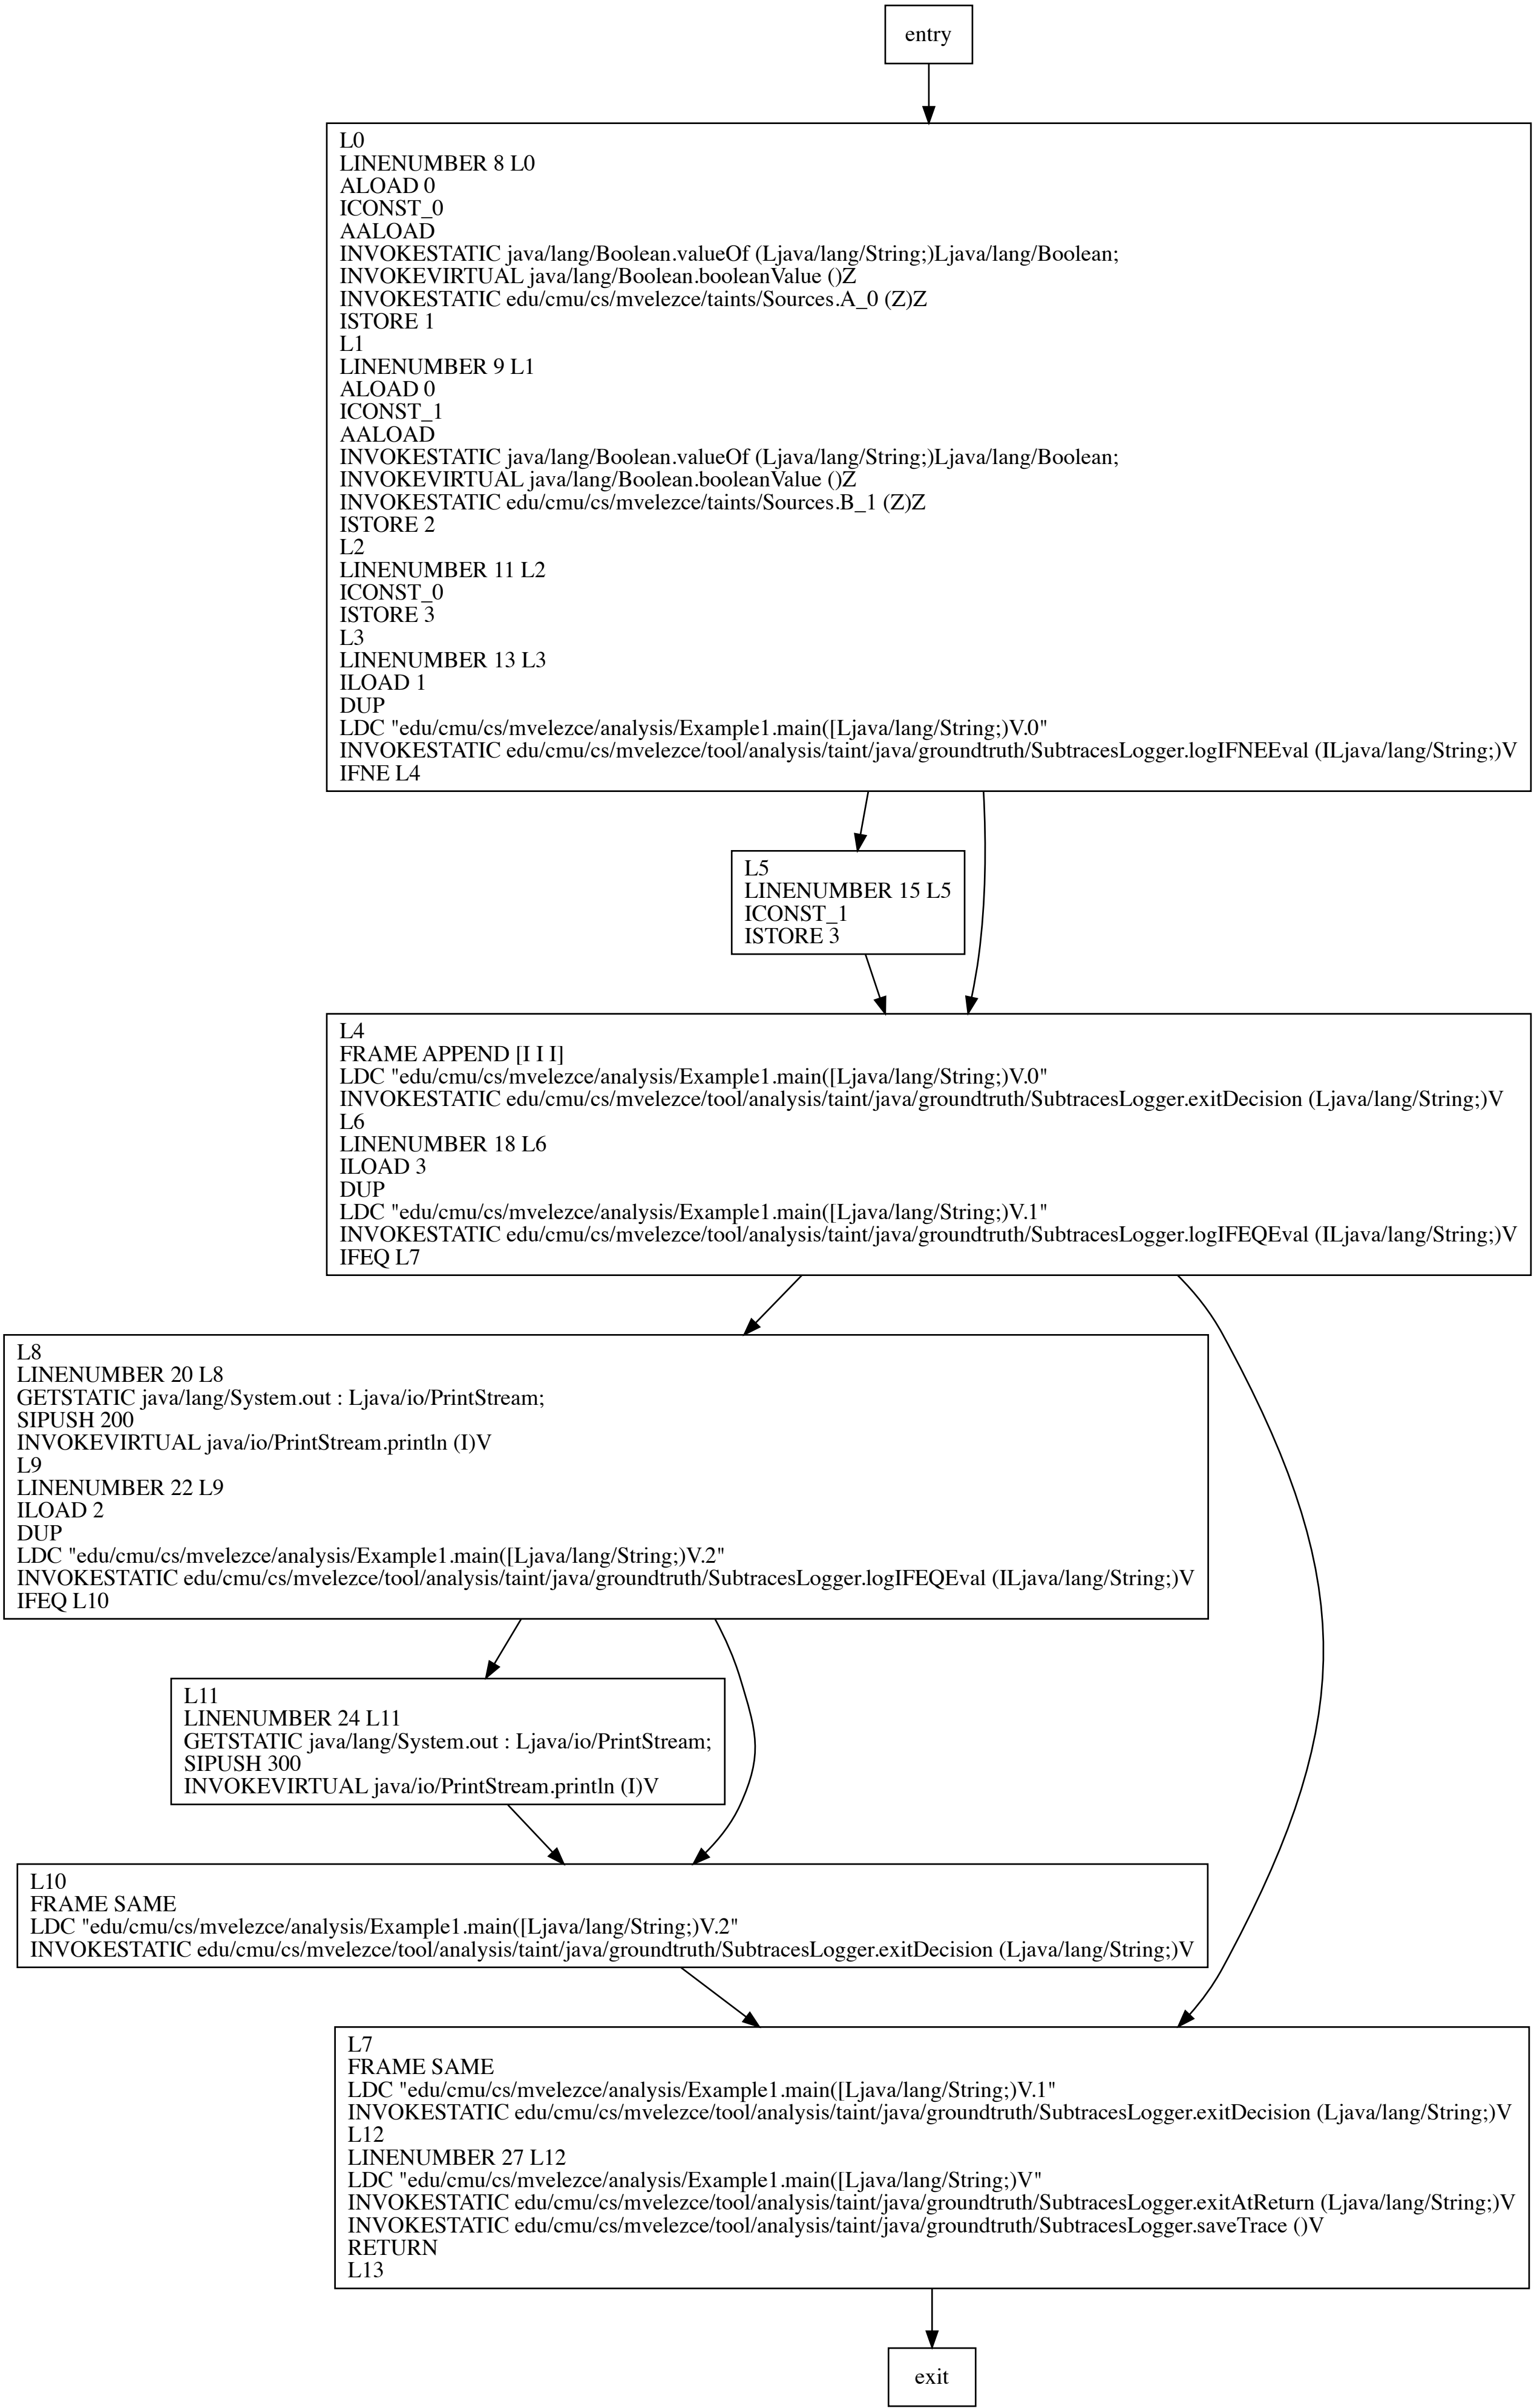 entry
L0
LINENUMBER 8 L0
ALOAD 0
ICONST_0
AALOAD
INVOKESTATIC java/lang/Boolean.valueOf (Ljava/lang/String;)Ljava/lang/Boolean;
INVOKEVIRTUAL java/lang/Boolean.booleanValue ()Z
INVOKESTATIC edu/cmu/cs/mvelezce/taints/Sources.A_0 (Z)Z
ISTORE 1
L1
LINENUMBER 9 L1
ALOAD 0
ICONST_1
AALOAD
INVOKESTATIC java/lang/Boolean.valueOf (Ljava/lang/String;)Ljava/lang/Boolean;
INVOKEVIRTUAL java/lang/Boolean.booleanValue ()Z
INVOKESTATIC edu/cmu/cs/mvelezce/taints/Sources.B_1 (Z)Z
ISTORE 2
L2
LINENUMBER 11 L2
ICONST_0
ISTORE 3
L3
LINENUMBER 13 L3
ILOAD 1
DUP
LDC "edu/cmu/cs/mvelezce/analysis/Example1.main([Ljava/lang/String;)V.0"
INVOKESTATIC edu/cmu/cs/mvelezce/tool/analysis/taint/java/groundtruth/SubtracesLogger.logIFNEEval (ILjava/lang/String;)V
IFNE L4
L5
LINENUMBER 15 L5
ICONST_1
ISTORE 3
L4
FRAME APPEND [I I I]
LDC "edu/cmu/cs/mvelezce/analysis/Example1.main([Ljava/lang/String;)V.0"
INVOKESTATIC edu/cmu/cs/mvelezce/tool/analysis/taint/java/groundtruth/SubtracesLogger.exitDecision (Ljava/lang/String;)V
L6
LINENUMBER 18 L6
ILOAD 3
DUP
LDC "edu/cmu/cs/mvelezce/analysis/Example1.main([Ljava/lang/String;)V.1"
INVOKESTATIC edu/cmu/cs/mvelezce/tool/analysis/taint/java/groundtruth/SubtracesLogger.logIFEQEval (ILjava/lang/String;)V
IFEQ L7
L8
LINENUMBER 20 L8
GETSTATIC java/lang/System.out : Ljava/io/PrintStream;
SIPUSH 200
INVOKEVIRTUAL java/io/PrintStream.println (I)V
L9
LINENUMBER 22 L9
ILOAD 2
DUP
LDC "edu/cmu/cs/mvelezce/analysis/Example1.main([Ljava/lang/String;)V.2"
INVOKESTATIC edu/cmu/cs/mvelezce/tool/analysis/taint/java/groundtruth/SubtracesLogger.logIFEQEval (ILjava/lang/String;)V
IFEQ L10
L11
LINENUMBER 24 L11
GETSTATIC java/lang/System.out : Ljava/io/PrintStream;
SIPUSH 300
INVOKEVIRTUAL java/io/PrintStream.println (I)V
L10
FRAME SAME
LDC "edu/cmu/cs/mvelezce/analysis/Example1.main([Ljava/lang/String;)V.2"
INVOKESTATIC edu/cmu/cs/mvelezce/tool/analysis/taint/java/groundtruth/SubtracesLogger.exitDecision (Ljava/lang/String;)V
L7
FRAME SAME
LDC "edu/cmu/cs/mvelezce/analysis/Example1.main([Ljava/lang/String;)V.1"
INVOKESTATIC edu/cmu/cs/mvelezce/tool/analysis/taint/java/groundtruth/SubtracesLogger.exitDecision (Ljava/lang/String;)V
L12
LINENUMBER 27 L12
LDC "edu/cmu/cs/mvelezce/analysis/Example1.main([Ljava/lang/String;)V"
INVOKESTATIC edu/cmu/cs/mvelezce/tool/analysis/taint/java/groundtruth/SubtracesLogger.exitAtReturn (Ljava/lang/String;)V
INVOKESTATIC edu/cmu/cs/mvelezce/tool/analysis/taint/java/groundtruth/SubtracesLogger.saveTrace ()V
RETURN
L13
exit